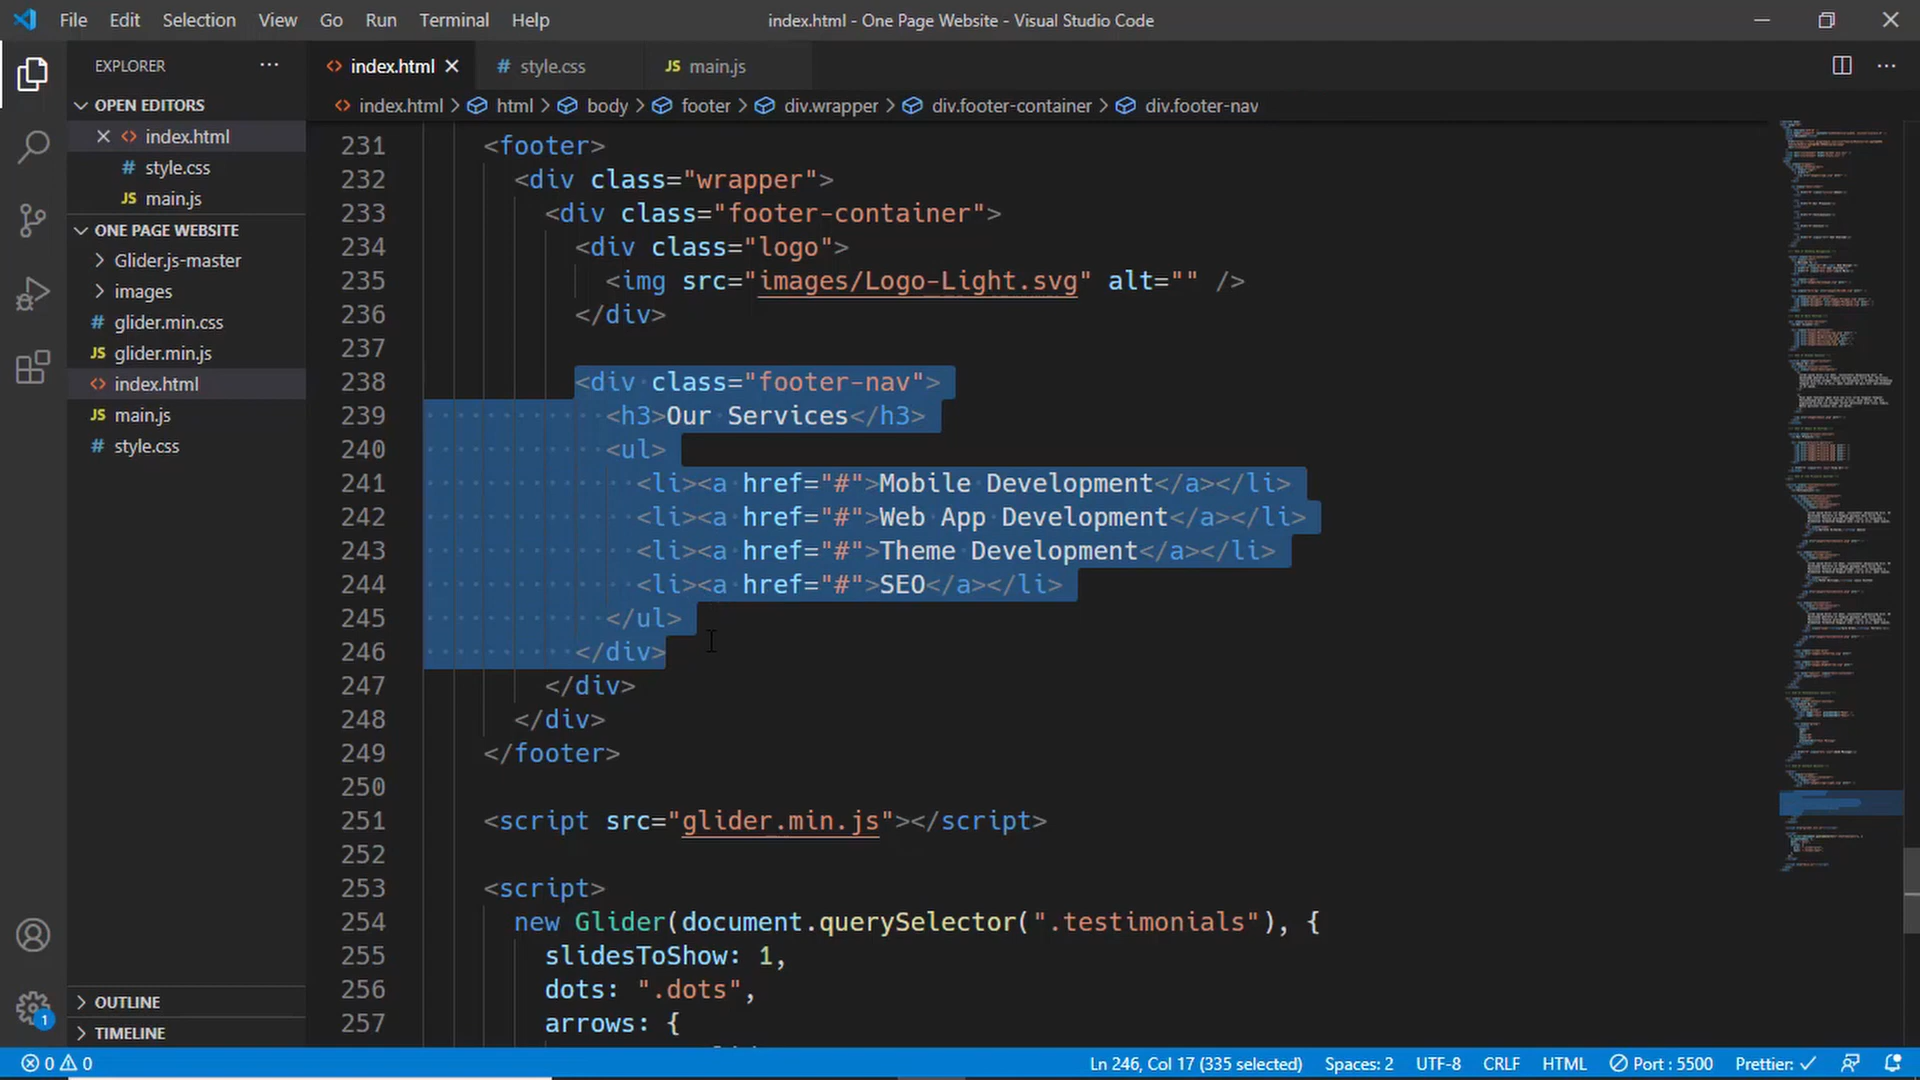 File Edit Selection View Go Run Terminal Help
index.html - One Page Website - Visual Studio Code
EXPLORER ···
OPEN EDITORS
index.html
# style.css
JS main.js
ONE PAGE WEBSITE
Glider.js-master
images
# glider.min.css
JS glider.min.js
<> index.html
JS main.js
# style.css
OUTLINE
TIMELINE
<> index.html # style.css JS main.js
<> index.html > html > body > footer > div.wrapper > div.footer-container > div.footer-nav
231 <footer>
232 <div class="wrapper">
233 <div class="footer-container">
234 <div class="logo">
235 <img src="images/Logo-Light.svg" alt="" />
236 </div>
237
238 <div class="footer-nav">
239 <h3>Our Services</h3>
240 <ul>
241 <li><a href="#">Mobile Development</a></li>
242 <li><a href="#">Web App Development</a></li>
243 <li><a href="#">Theme Development</a></li>
244 <li><a href="#">SEO</a></li>
245 </ul>
246 </div>
247 </div>
248 </div>
249 </footer>
250
251 <script src="glider.min.js"></script>
252
253 <script>
254 new Glider(document.querySelector(".testimonials"), {
255 slidesToShow: 1,
256 dots: ".dots",
257 arrows: {
1
0 0 Ln 246, Col 17 (335 selected) Spaces: 2 UTF-8 CRLF HTML Port : 5500 Prettier: ✓